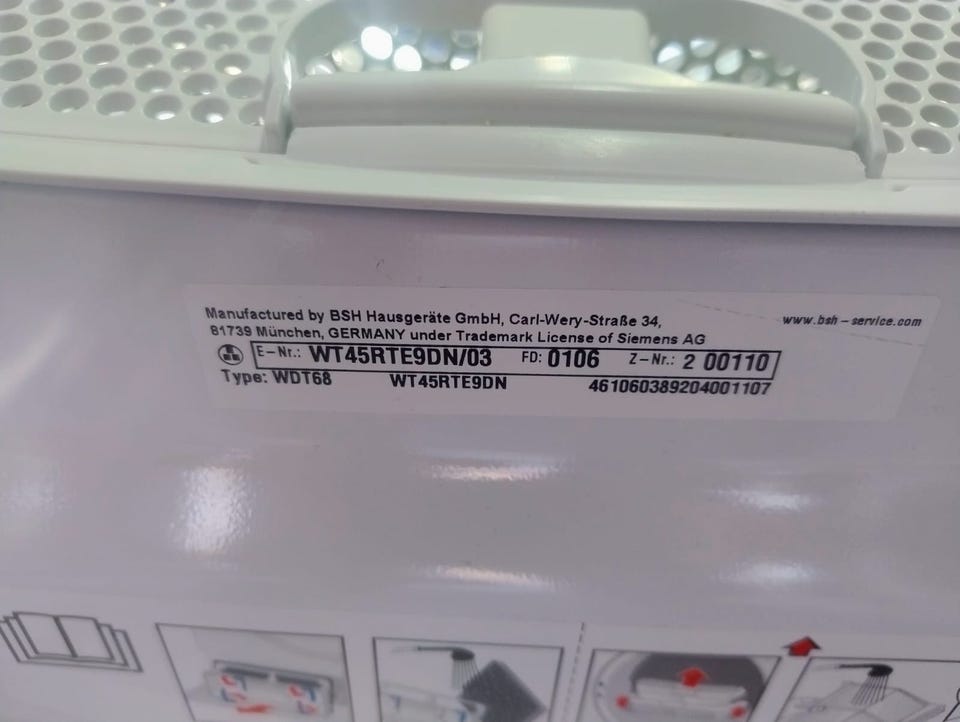 Manufactured by BSH Hausgeräte GmbH, Carl-Wery-Straße 34,
81739 München, GERMANY under Trademark License of Siemens AG
www.bsh-service.com
E-Nr.: WT45RTE9DN/03 FD: 0106 Z-Nr.: 2 00110
Type: WDT68 WT45RTE9DN 461060389204001107